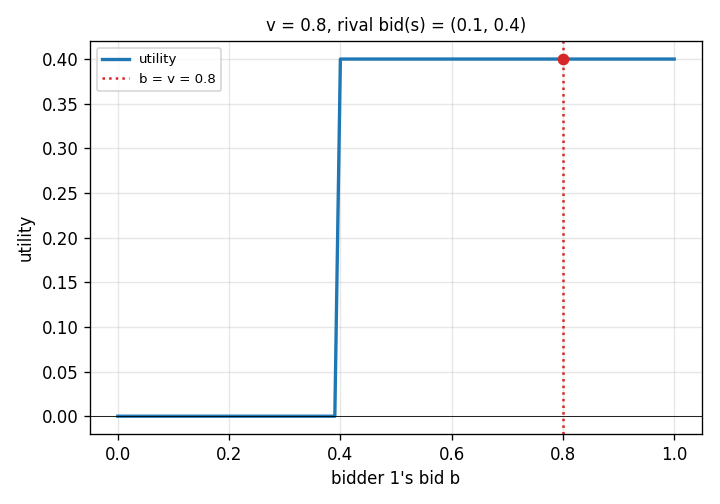 v = 0.8, rival bid(s) = (0.1, 0.4)
utility
b = v = 0.8
0.40
0.35
0.30
0.25
0.20
0.15
0.10
0.05
0.00
utility
0.0 0.2 0.4 0.6 0.8 1.0
bidder 1's bid b